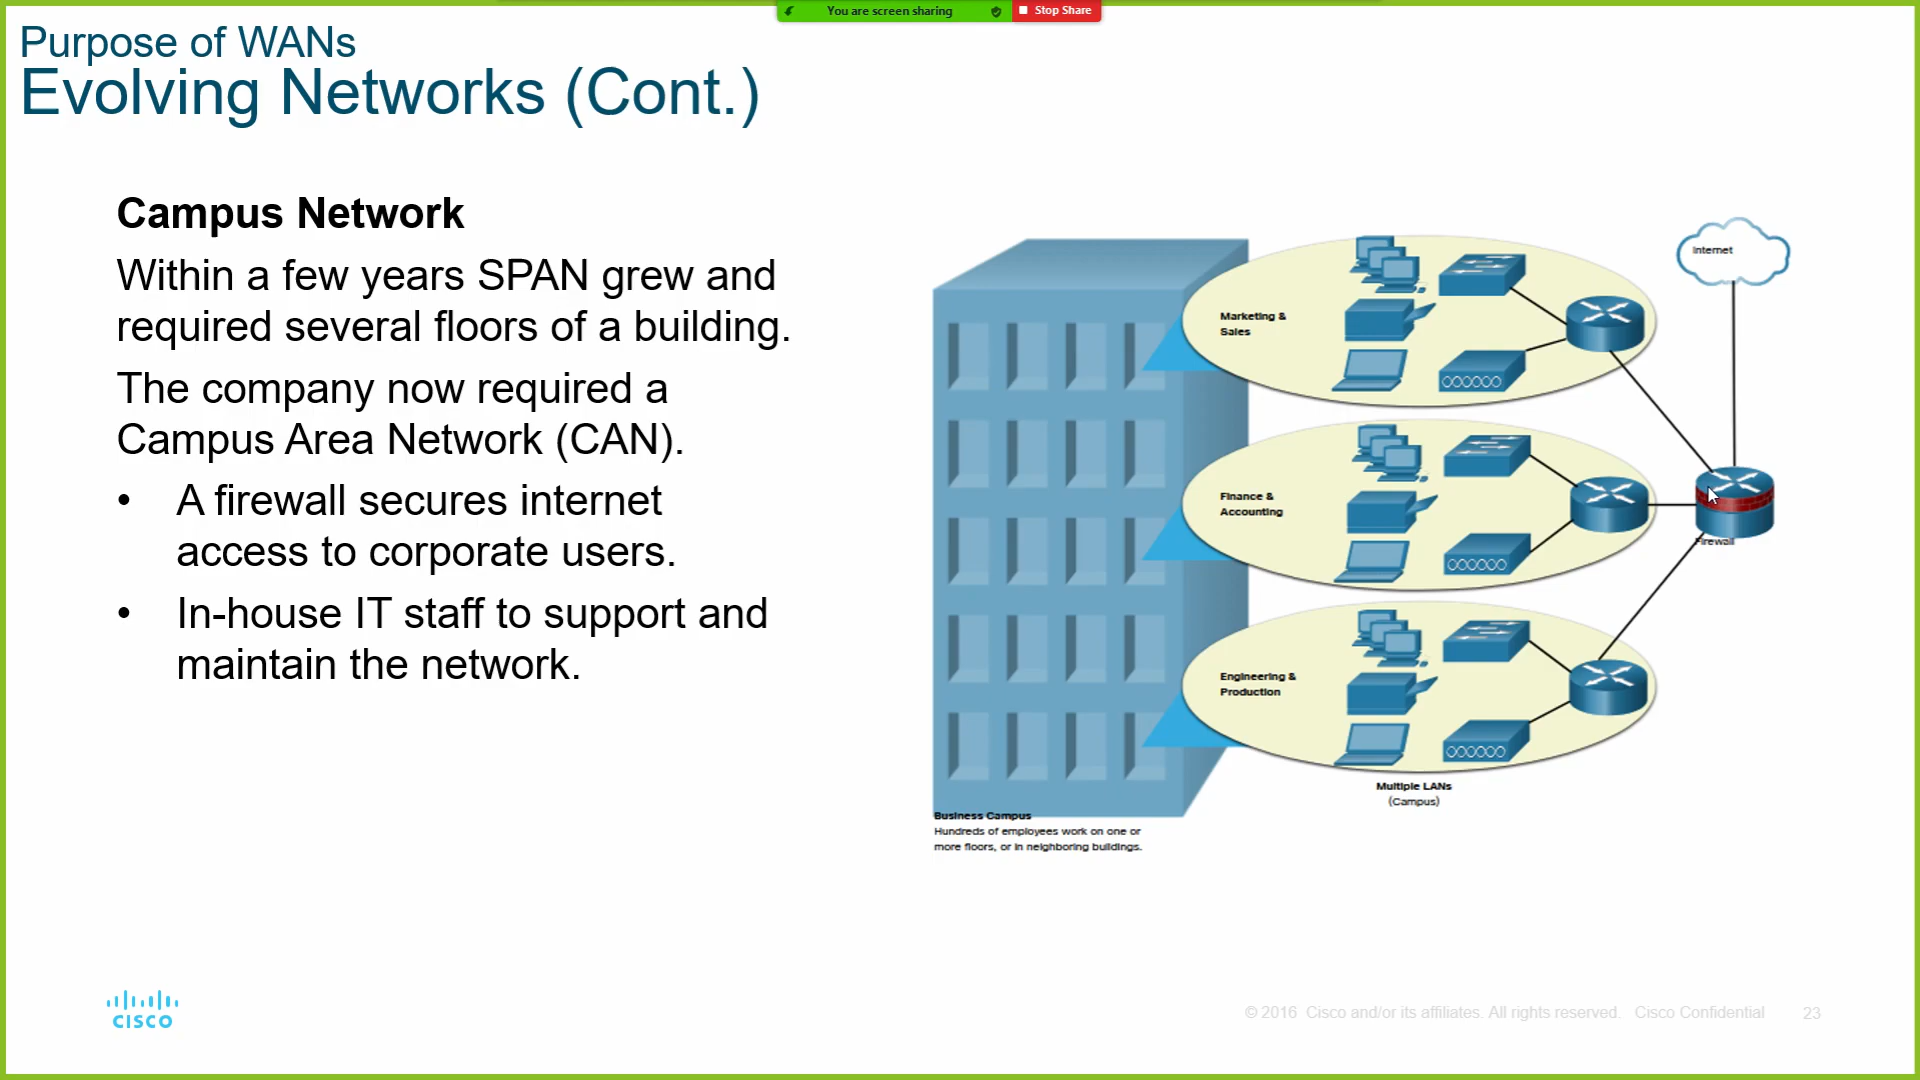 You are screen sharing
Stop Share
Purpose of WANs
Evolving Networks (Cont.)
Campus Network
Within a few years SPAN grew and
required several floors of a building.
The company now required a
Campus Area Network (CAN).
• A firewall secures internet
access to corporate users.
• In-house IT staff to support and
maintain the network.
Internet
Marketing &
Sales
Finance &
Accounting
Firewall
Engineering &
Production
Multiple LANs
(Campus)
Business Campus
Hundreds of employees work on one or
more floors, or in neighboring buildings.
CISCO
© 2016 Cisco and/or its affiliates. All rights reserved. Cisco Confidential 23